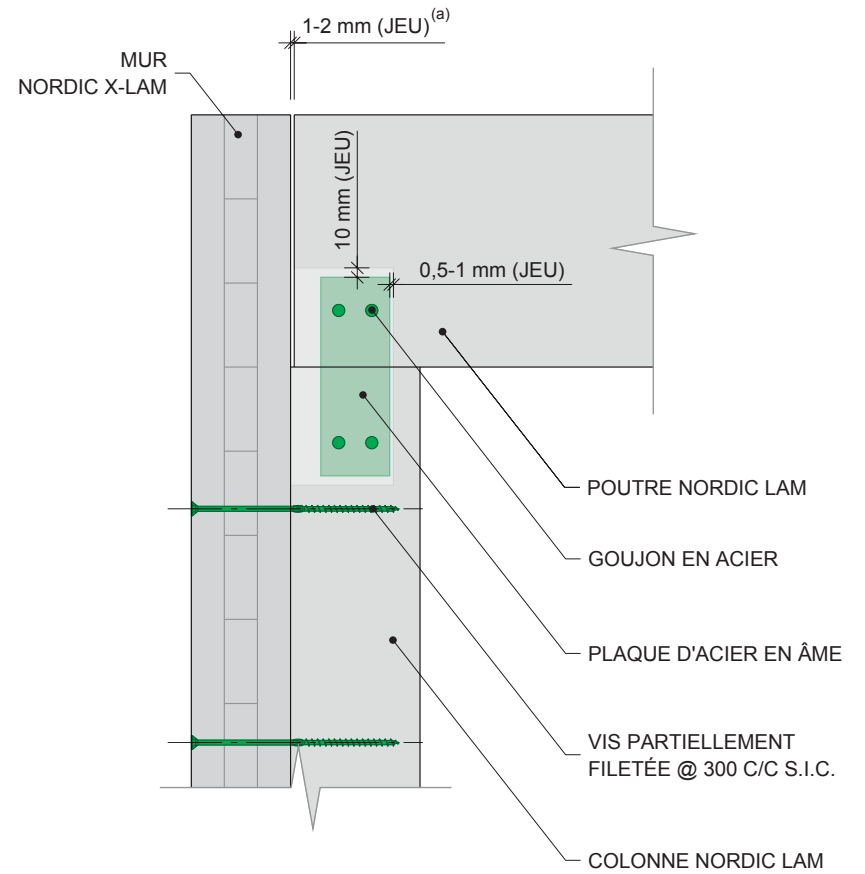 1-2 mm (JEU)(a)
MUR
NORDIC X-LAM
10 mm (JEU)
0,5-1 mm (JEU)
POUTRE NORDIC LAM
GOUJON EN ACIER
PLAQUE D'ACIER EN ÂME
VIS PARTIELLEMENT
FILETÉE @ 300 C/C S.I.C.
COLONNE NORDIC LAM